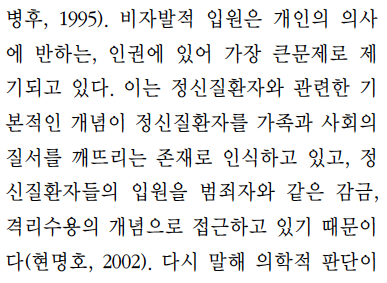 병후, 1995). 비자발적 입원은 개인의 의사
에 반하는, 인권에 있어 가장 큰문제로 제
기되고 있다. 이는 정신질환자와 관련한 기
본적인 개념이 정신질환자를 가족과 사회의
질서를 깨뜨리는 존재로 인식하고 있고, 정
신질환자들의 입원을 범죄자와 같은 감금,
격리수용의 개념으로 접근하고 있기 때문이
다(현명호, 2002). 다시 말해 의학적 판단이